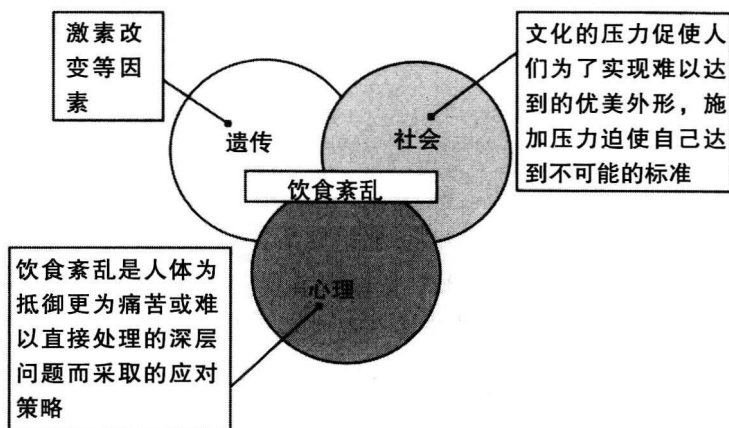 激素改
变等因
素
文化的压力促使人
们为了实现难以达
到的优美外形，施
加压力迫使自己达
到不可能的标准
遗传
社会
饮食紊乱
心理
饮食紊乱是人体为
抵御更为痛苦或难
以直接处理的深层
问题而采取的应对
策略